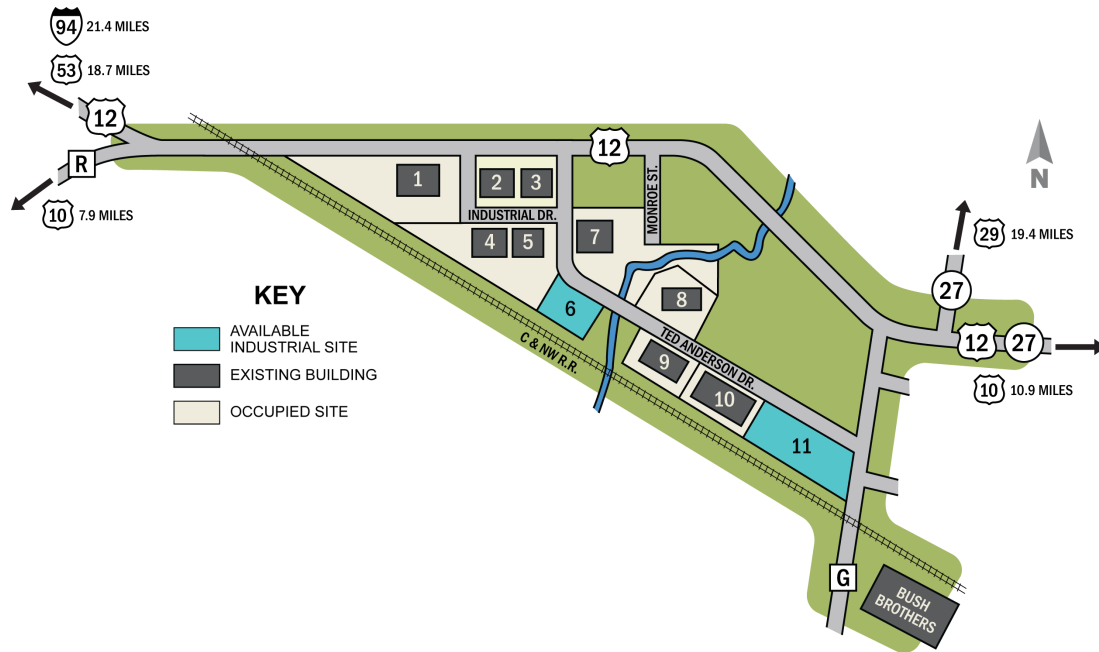 94 21.4 MILES
53 18.7 MILES
12
R
10 7.9 MILES
12
N
1
2
3
INDUSTRIAL DR.
MONROE ST.
4
5
7
29 19.4 MILES
27
6
8
KEY
AVAILABLE
INDUSTRIAL SITE
EXISTING BUILDING
OCCUPIED SITE
C & NW R.R.
TED ANDERSON DR.
9
10
11
12
27
10 10.9 MILES
G
BUSH
BROTHERS